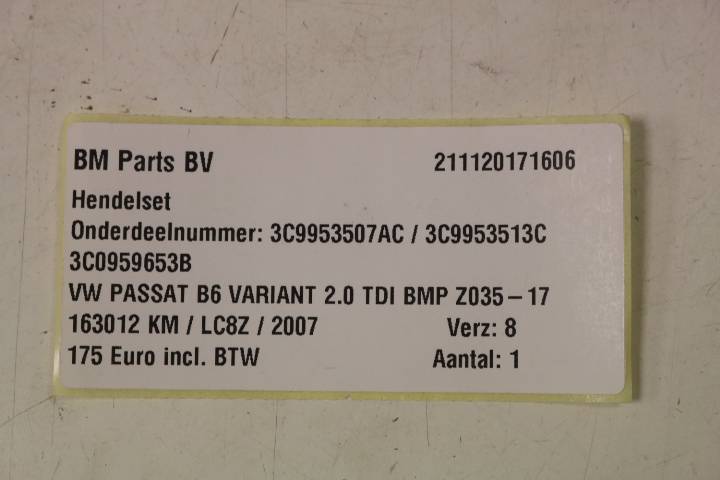 BM Parts BV 211120171606
Hendelset
Onderdeelnummer: 3C9953507AC / 3C9953513C
3C0959653B
VW PASSAT B6 VARIANT 2.0 TDI BMP Z035-17
163012 KM / LC8Z / 2007 Verz: 8
175 Euro incl. BTW Aantal: 1